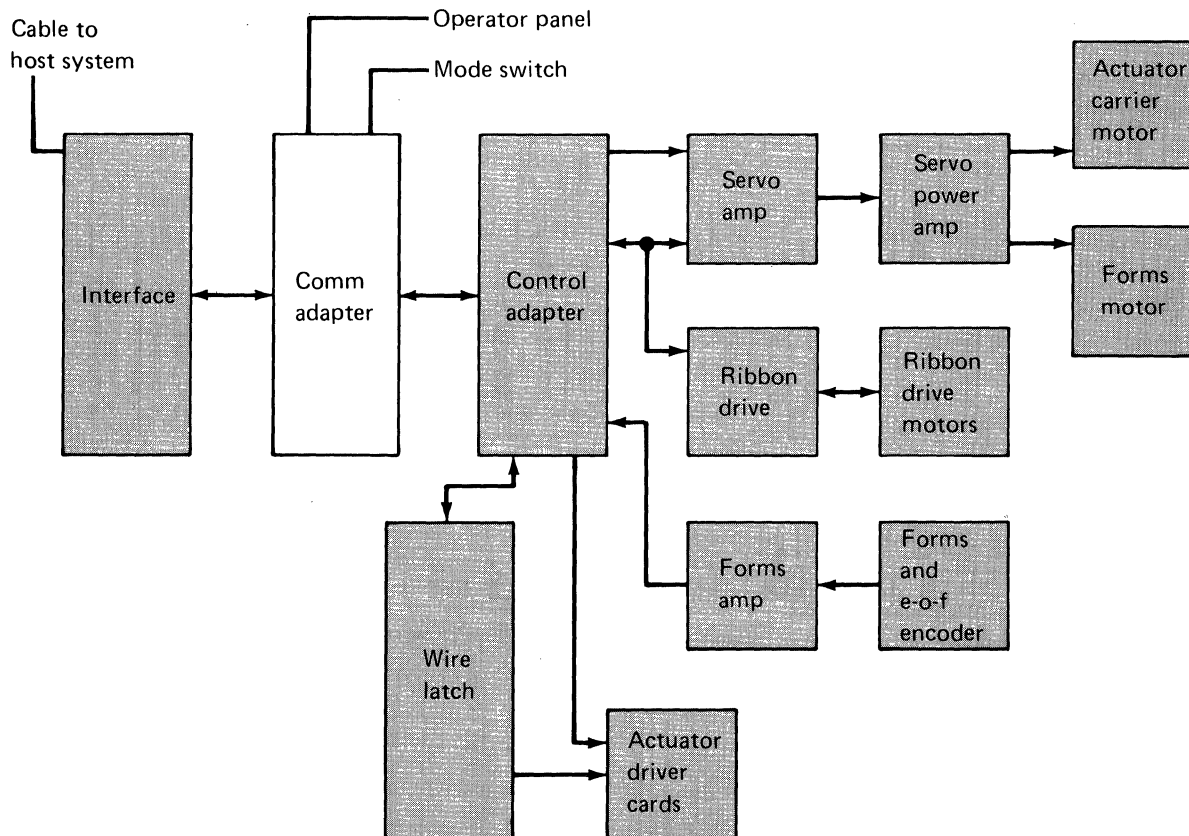 Cable to
host system
Operator panel
Mode switch
Interface
Comm
adapter
Control
adapter
Servo
amp
Servo
power
amp
Actuator
carrier
motor
Forms
motor
Ribbon
drive
Ribbon
drive
motors
Forms
amp
Forms
and
e-o-f
encoder
Wire
latch
Actuator
driver
cards